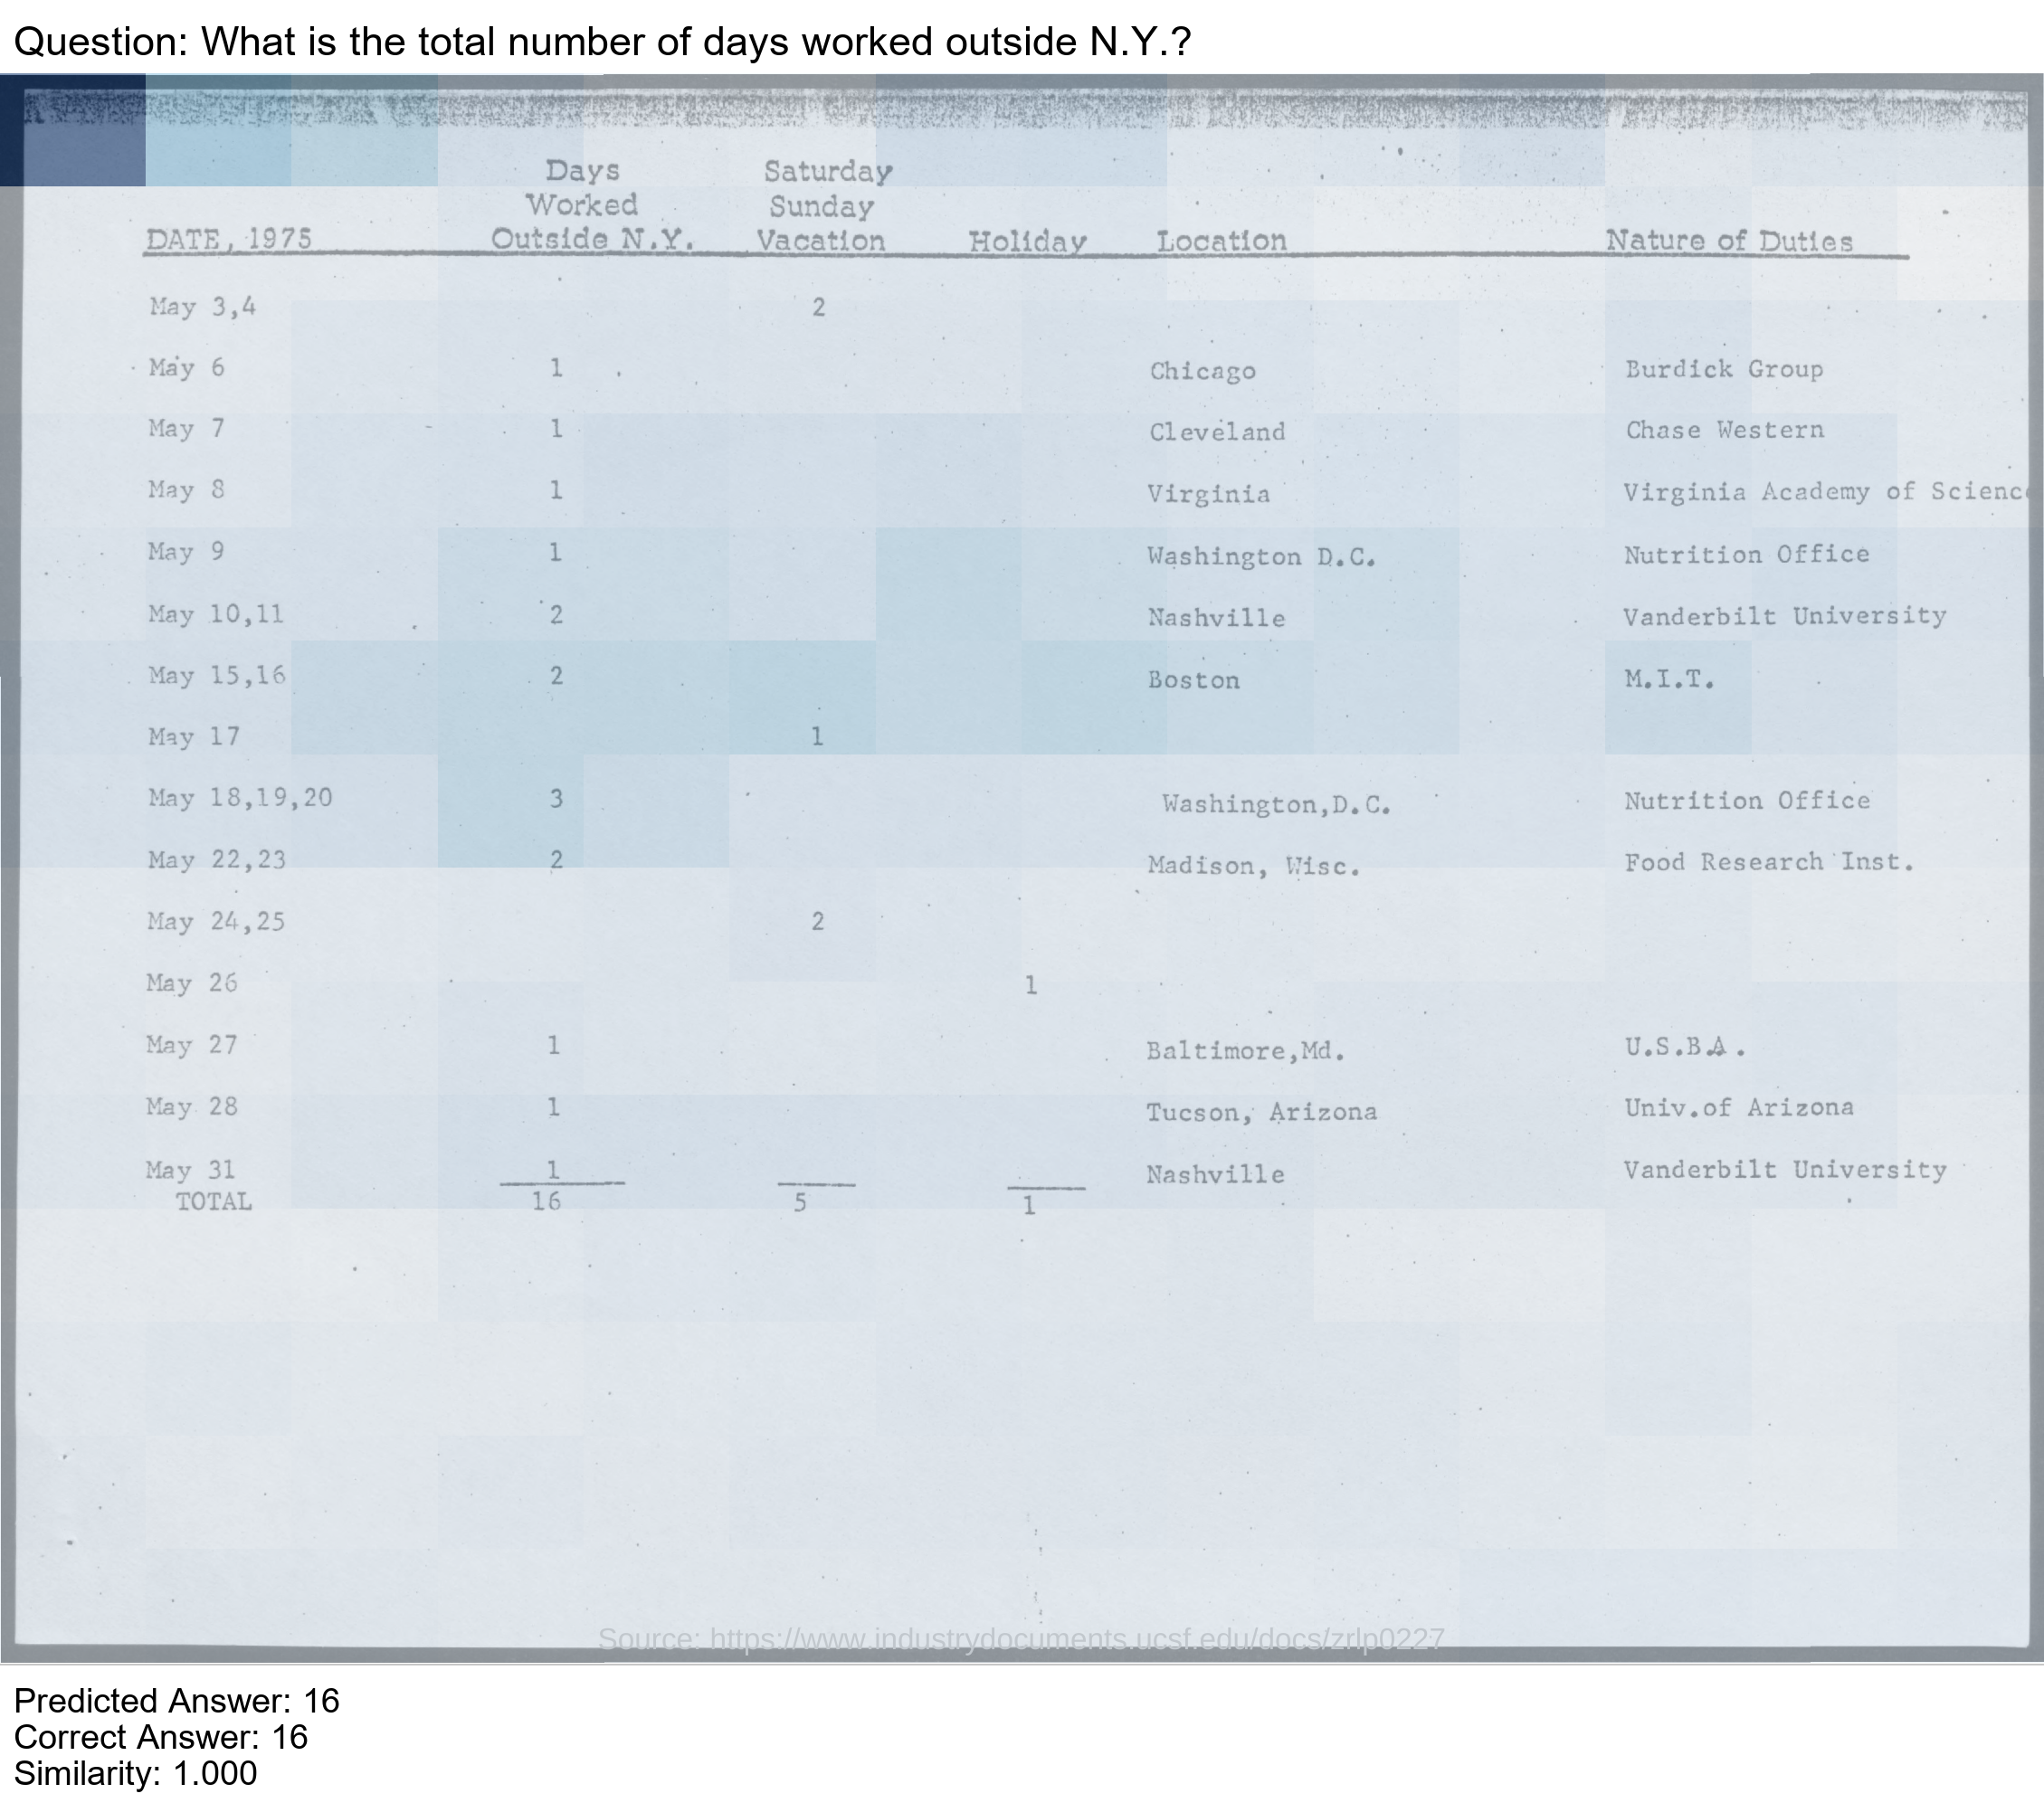 Question: What is the total number of days worked outside N.Y.?
Days Saturday
Worked Sunday
DATE, 1975 Outside N.Y. Vacation Holiday Location Nature of Duties
May 3,4 2
May 6 1 Chicago Burdick Group
May 7 1 Cleveland Chase Western
May 8 1 Virginia Virginia Academy of Science
May 9 1 Washington D.C. Nutrition Office
May 10,11 2 Nashville Vanderbilt University
May 15,16 2 Boston M.I.T.
May 17 1
May 18,19,20 3 Washington,D.C. Nutrition Office
May 22,23 2 Madison, Wisc. Food Research Inst.
May 24,25 2
May 26 1
May 27 1 Baltimore,Md. U.S.B.A.
May 28 1 Tucson, Arizona Univ.of Arizona
May 31 1 Nashville Vanderbilt University
TOTAL 16 5 1
Source: https://www.industrydocuments.ucsf.edu/docs/zrlp0227
Predicted Answer: 16
Correct Answer: 16
Similarity: 1.000